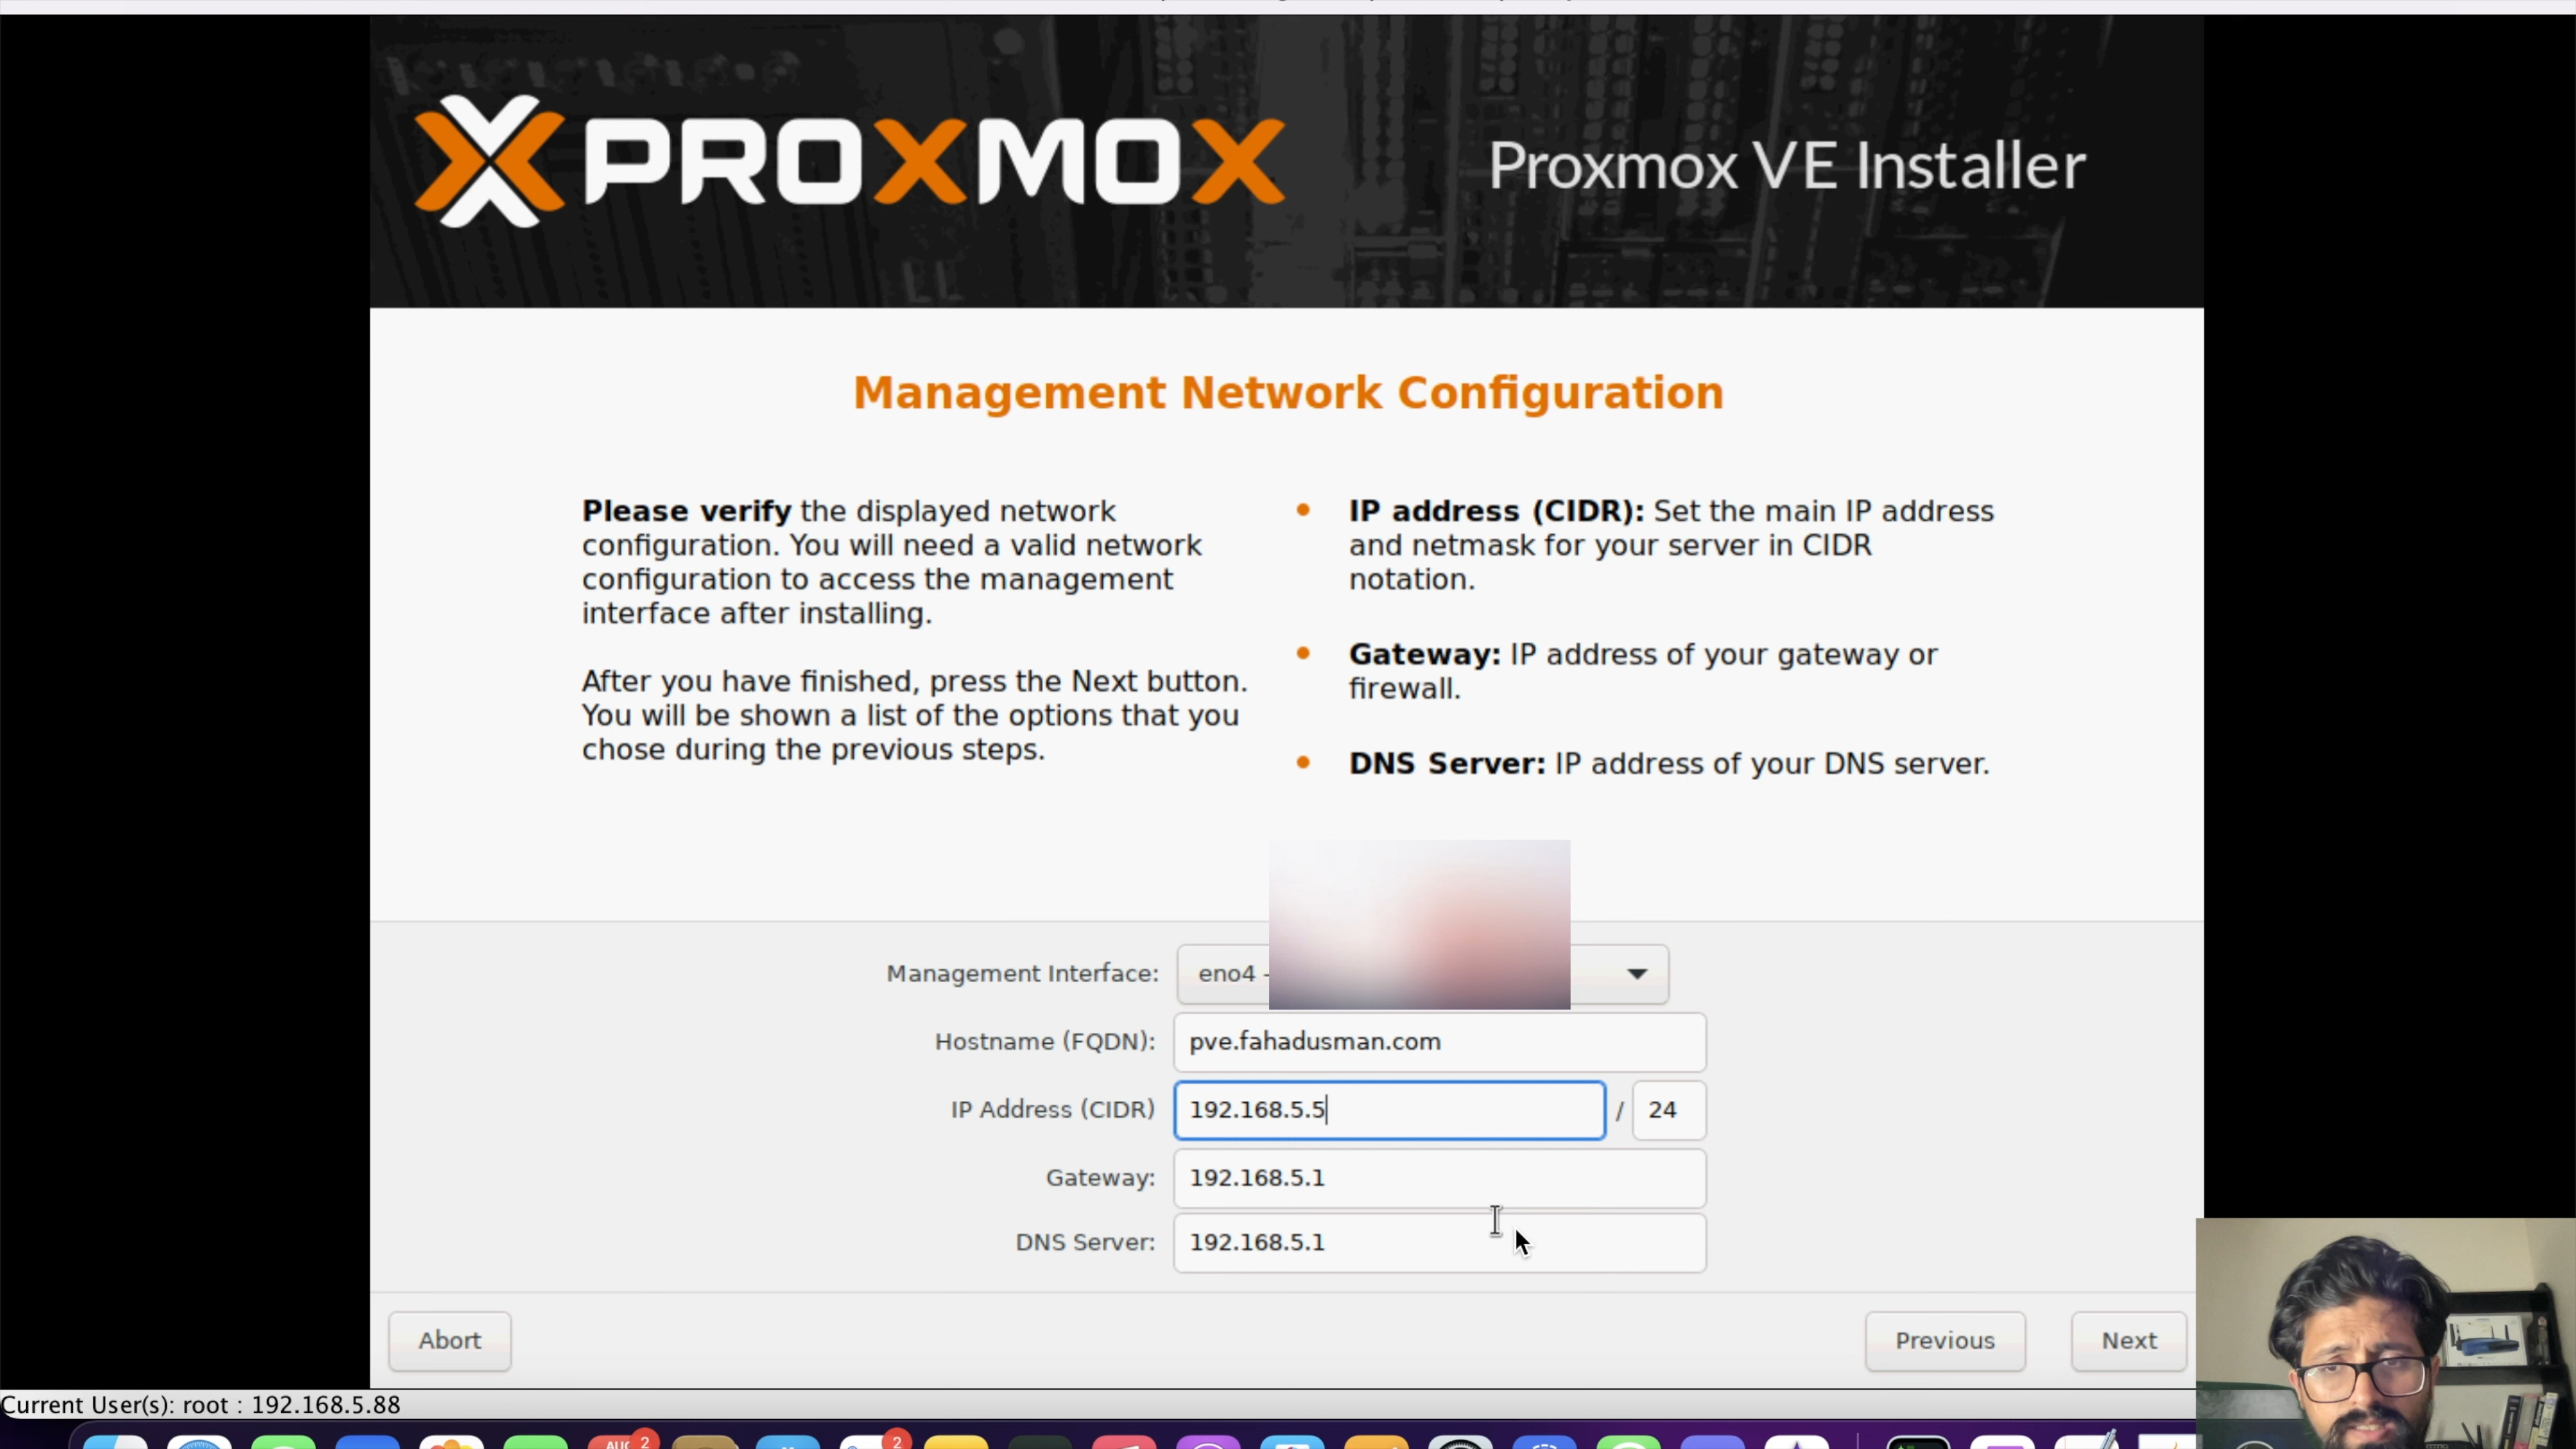 PROXMOX
Proxmox VE Installer
Management Network Configuration
Please verify the displayed network
configuration. You will need a valid network
configuration to access the management
interface after installing.
After you have finished, press the Next button.
You will be shown a list of the options that you
chose during the previous steps.
• IP address (CIDR): Set the main IP address
and netmask for your server in CIDR
notation.
• Gateway: IP address of your gateway or
firewall.
• DNS Server: IP address of your DNS server.
Management Interface: eno4 -
Hostname (FQDN): pve.fahadusman.com
IP Address (CIDR) 192.168.5.5 / 24
Gateway: 192.168.5.1
DNS Server: 192.168.5.1
Abort Previous Next
Current User(s): root : 192.168.5.88
AUG 2 2